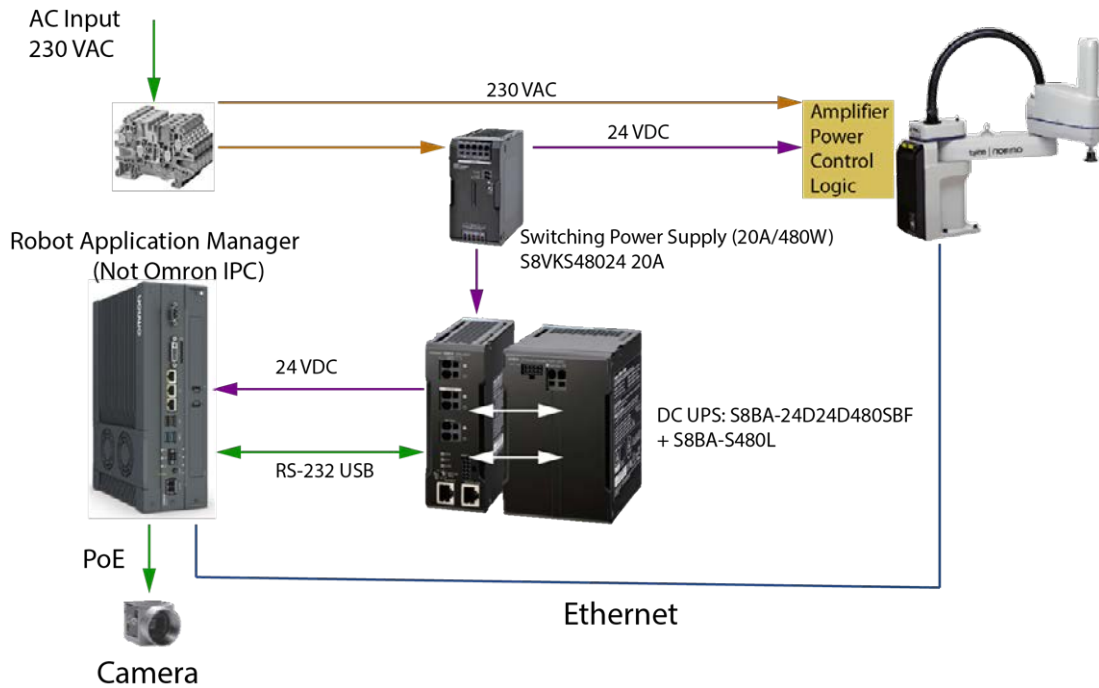 AC Input
230 VAC
230 VAC
24 VDC
Amplifier
Power
Control
Logic
Switching Power Supply (20A/480W)
S8VKS48024 20A
Robot Application Manager
(Not Omron IPC)
24 VDC
DC UPS: S8BA-24D24D480SBF
+ S8BA-S480L
RS-232 USB
PoE
Ethernet
Camera